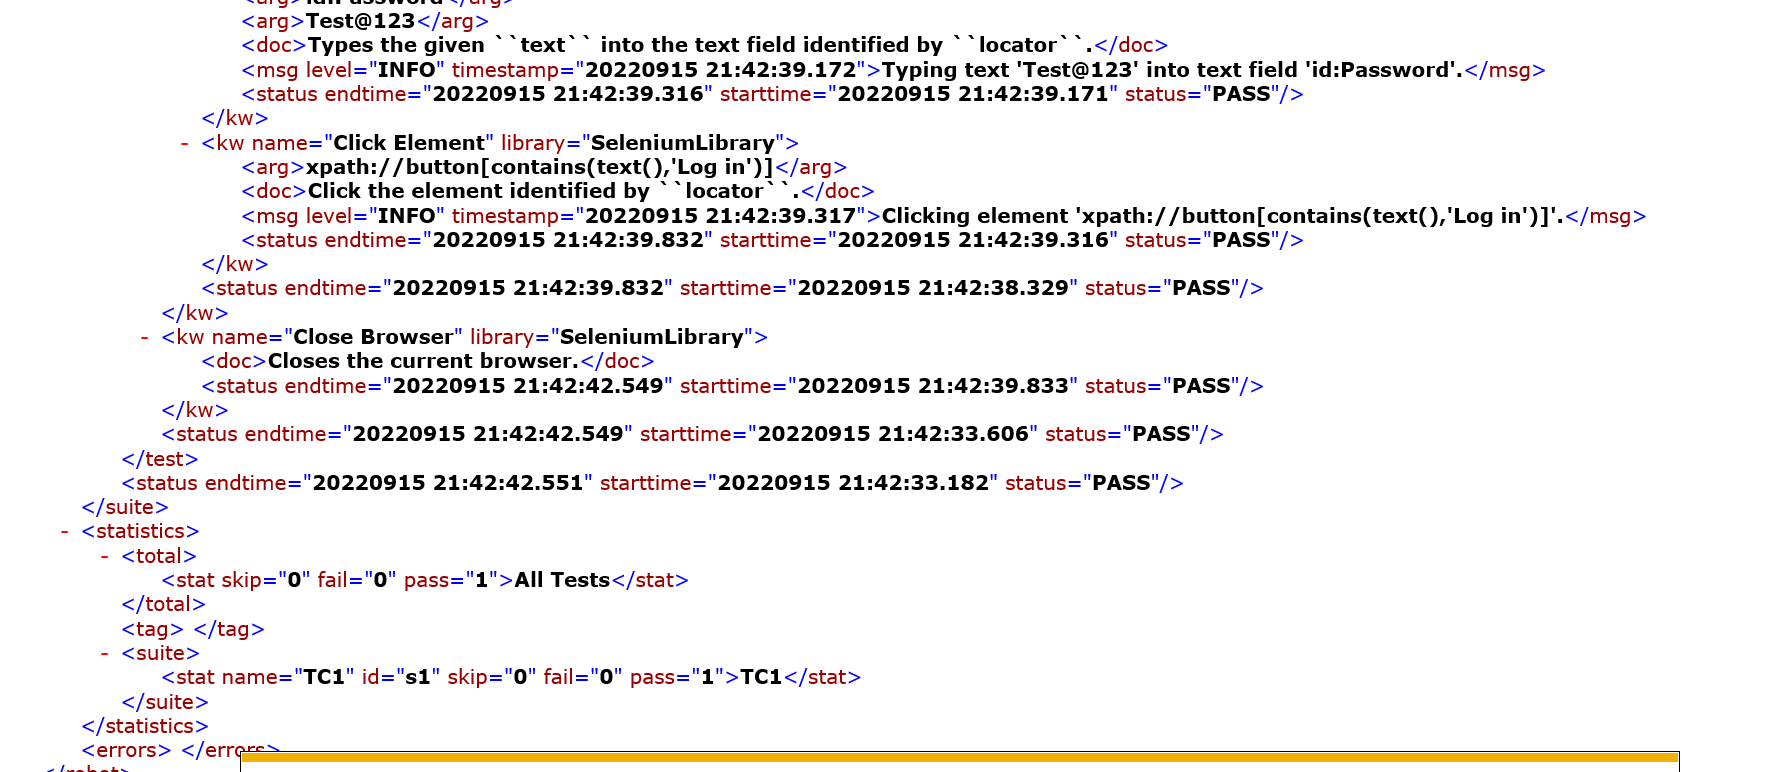 <arg>id:Password</arg>
<arg>Test@123</arg>
<doc>Types the given ``text`` into the text field identified by ``locator``.</doc>
<msg level="INFO" timestamp="20220915 21:42:39.172">Typing text 'Test@123' into text field 'id:Password'.</msg>
<status endtime="20220915 21:42:39.316" starttime="20220915 21:42:39.171" status="PASS"/>
</kw>
- <kw name="Click Element" library="SeleniumLibrary">
<arg>xpath://button[contains(text(),'Log in')]</arg>
<doc>Click the element identified by ``locator``.</doc>
<msg level="INFO" timestamp="20220915 21:42:39.317">Clicking element 'xpath://button[contains(text(),'Log in')]'.</msg>
<status endtime="20220915 21:42:39.832" starttime="20220915 21:42:39.316" status="PASS"/>
</kw>
<status endtime="20220915 21:42:39.832" starttime="20220915 21:42:38.329" status="PASS"/>
</kw>
- <kw name="Close Browser" library="SeleniumLibrary">
<doc>Closes the current browser.</doc>
<status endtime="20220915 21:42:42.549" starttime="20220915 21:42:39.833" status="PASS"/>
</kw>
<status endtime="20220915 21:42:42.549" starttime="20220915 21:42:33.606" status="PASS"/>
</test>
<status endtime="20220915 21:42:42.551" starttime="20220915 21:42:33.182" status="PASS"/>
</suite>
- <statistics>
- <total>
<stat skip="0" fail="0" pass="1">All Tests</stat>
</total>
<tag> </tag>
- <suite>
<stat name="TC1" id="s1" skip="0" fail="0" pass="1">TC1</stat>
</suite>
</statistics>
<errors> </errors>
</robot>